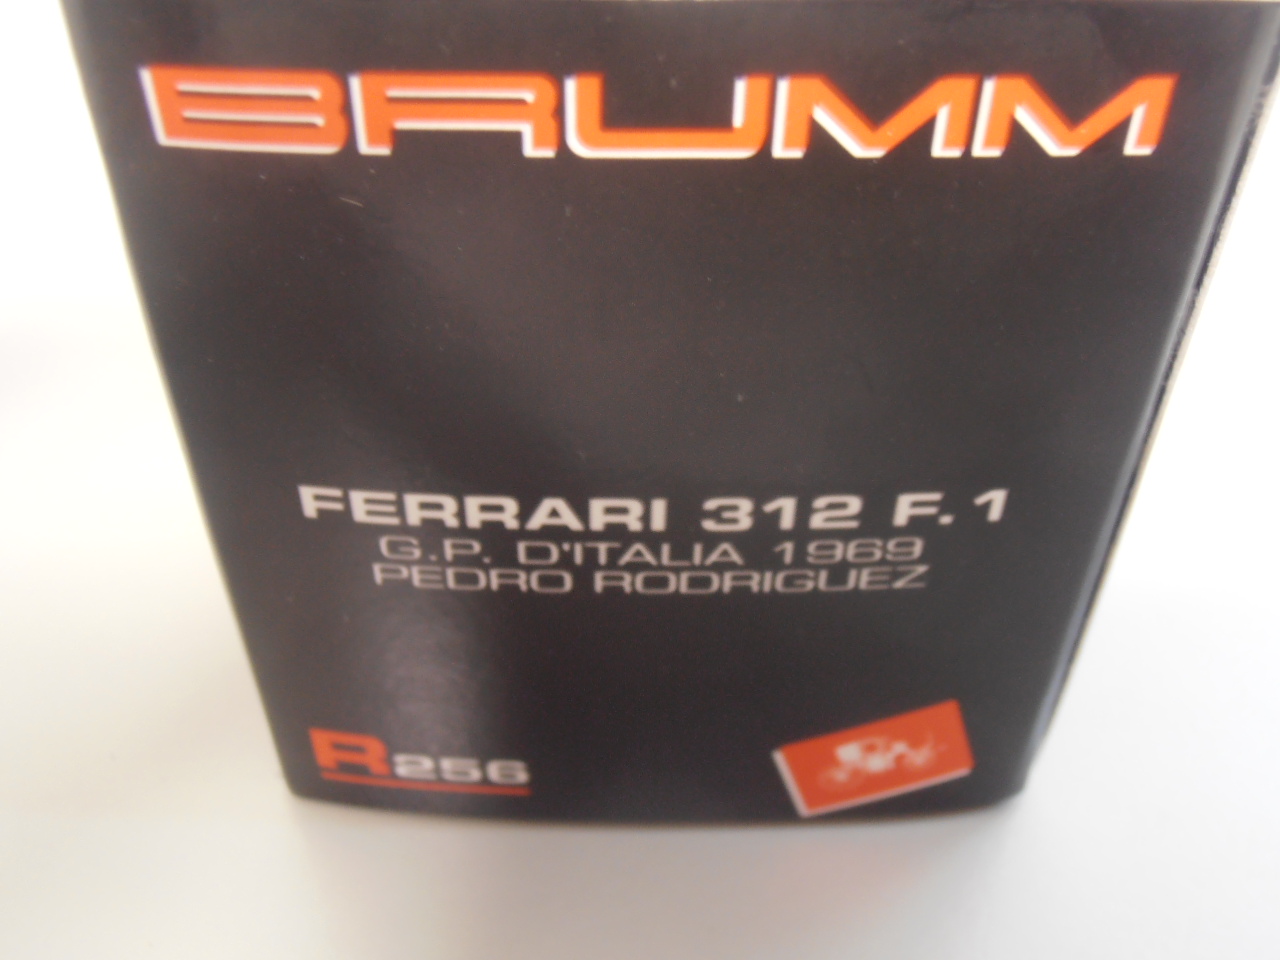 BRUMM
FERRARI 312 F.1
G.P. D'ITALIA 1969
PEDRO RODRIGUEZ
R256